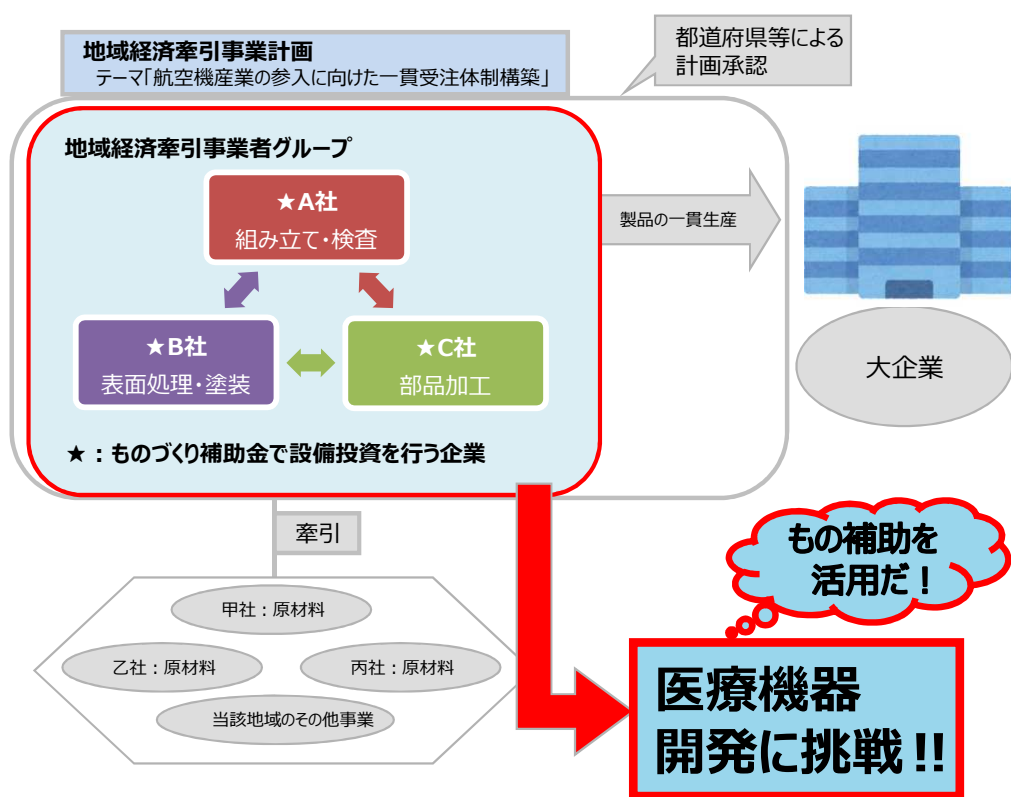 地域経済牽引事業計画
テーマ「航空機産業の参入に向けた一貫受注体制構築」
都道府県等による
計画承認
地域経済牽引事業者グループ
★A社
組み立て・検査
製品の一貫生産
★B社
表面処理・塗装
★C社
部品加工
大企業
★：ものづくり補助金で設備投資を行う企業
牽引
もの補助を
活用だ！
甲社：原材料
乙社：原材料
丙社：原材料
当該地域のその他事業
医療機器
開発に挑戦!!